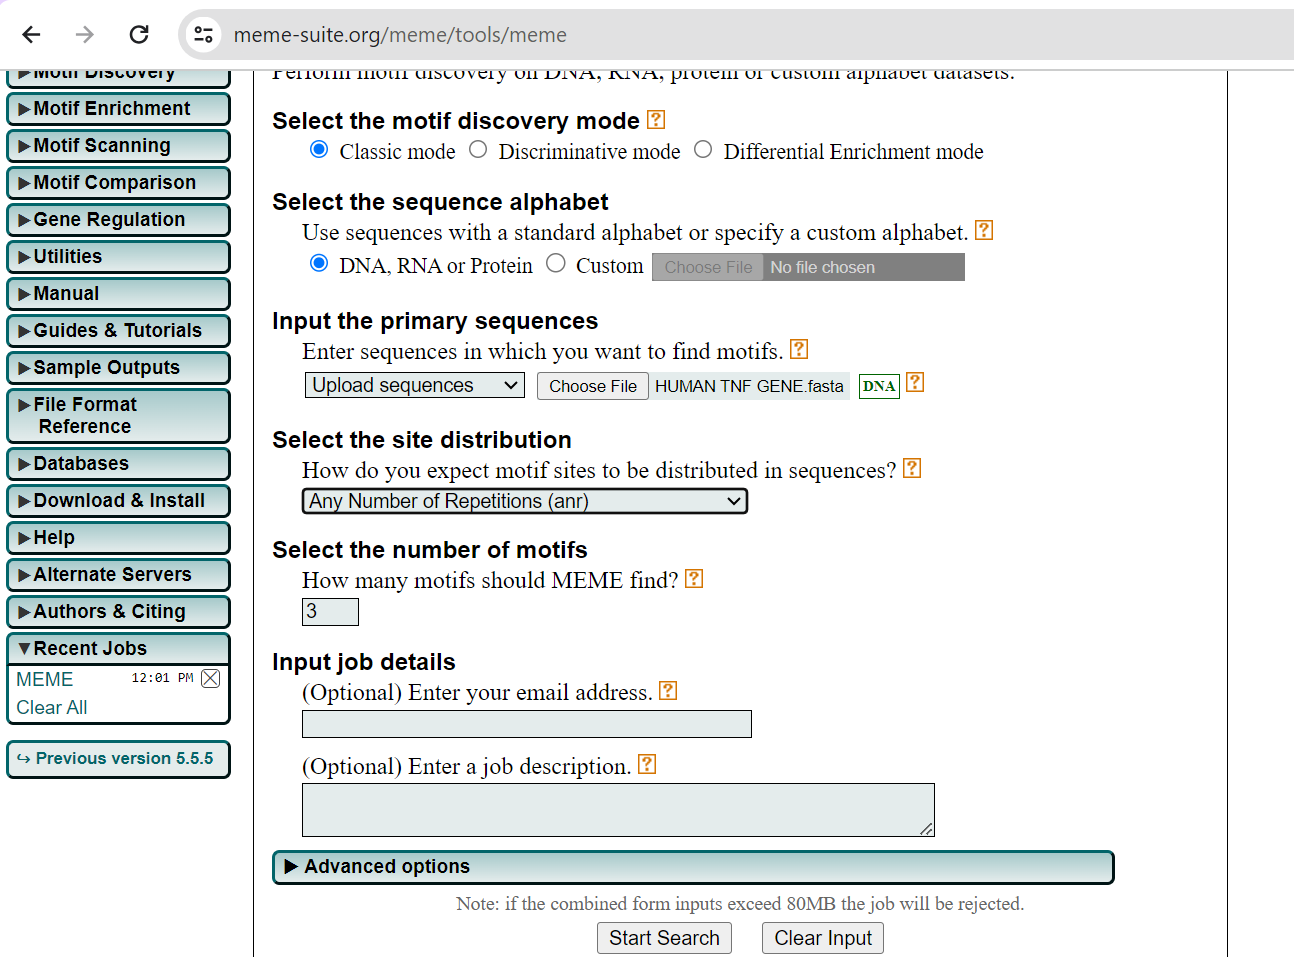 meme-suite.org/meme/tools/meme
Motif Discovery
Motif Enrichment
Motif Scanning
Motif Comparison
Gene Regulation
Utilities
Manual
Guides & Tutorials
Sample Outputs
File Format
Reference
Databases
Download & Install
Help
Alternate Servers
Authors & Citing
Recent Jobs
MEME 12:01 PM
Clear All
↪ Previous version 5.5.5
Perform motif discovery on DNA, RNA, protein or custom alphabet datasets.
Select the motif discovery mode ?
Classic mode Discriminative mode Differential Enrichment mode
Select the sequence alphabet
Use sequences with a standard alphabet or specify a custom alphabet. ?
DNA, RNA or Protein Custom Choose File No file chosen
Input the primary sequences
Enter sequences in which you want to find motifs. ?
Upload sequences Choose File HUMAN TNF GENE.fasta DNA ?
Select the site distribution
How do you expect motif sites to be distributed in sequences? ?
Any Number of Repetitions (anr)
Select the number of motifs
How many motifs should MEME find? ?
3
Input job details
(Optional) Enter your email address. ?
(Optional) Enter a job description. ?
Advanced options
Note: if the combined form inputs exceed 80MB the job will be rejected.
Start Search Clear Input